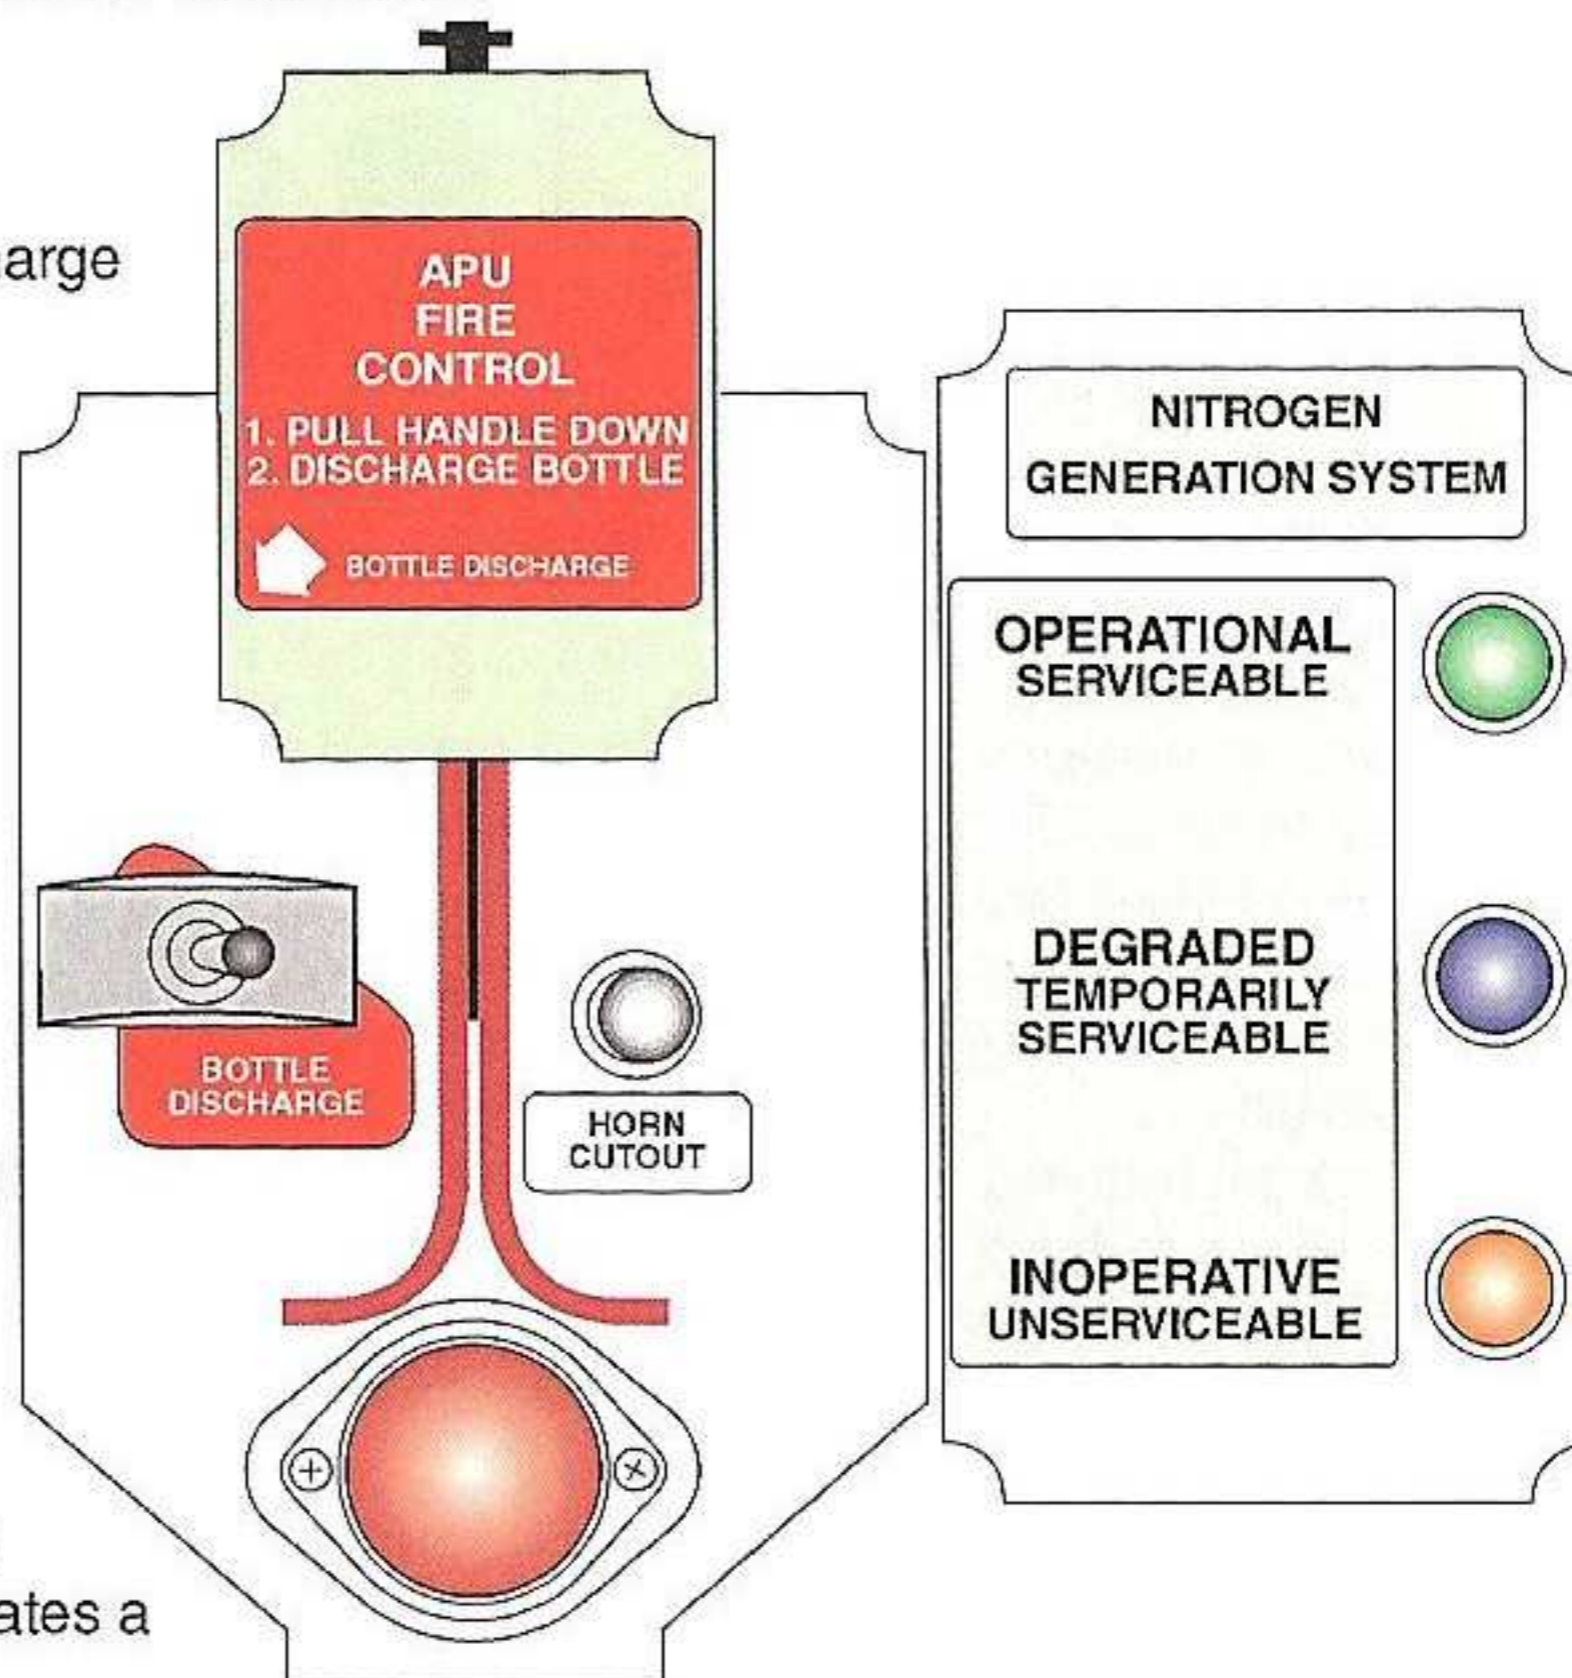 arge
APU
FIRE
CONTROL
1. PULL HANDLE DOWN
2. DISCHARGE BOTTLE
BOTTLE DISCHARGE
BOTTLE
DISCHARGE
HORN
CUTOUT
NITROGEN
GENERATION SYSTEM
OPERATIONAL
SERVICEABLE
DEGRADED
TEMPORARILY
SERVICEABLE
INOPERATIVE
UNSERVICEABLE
ates a